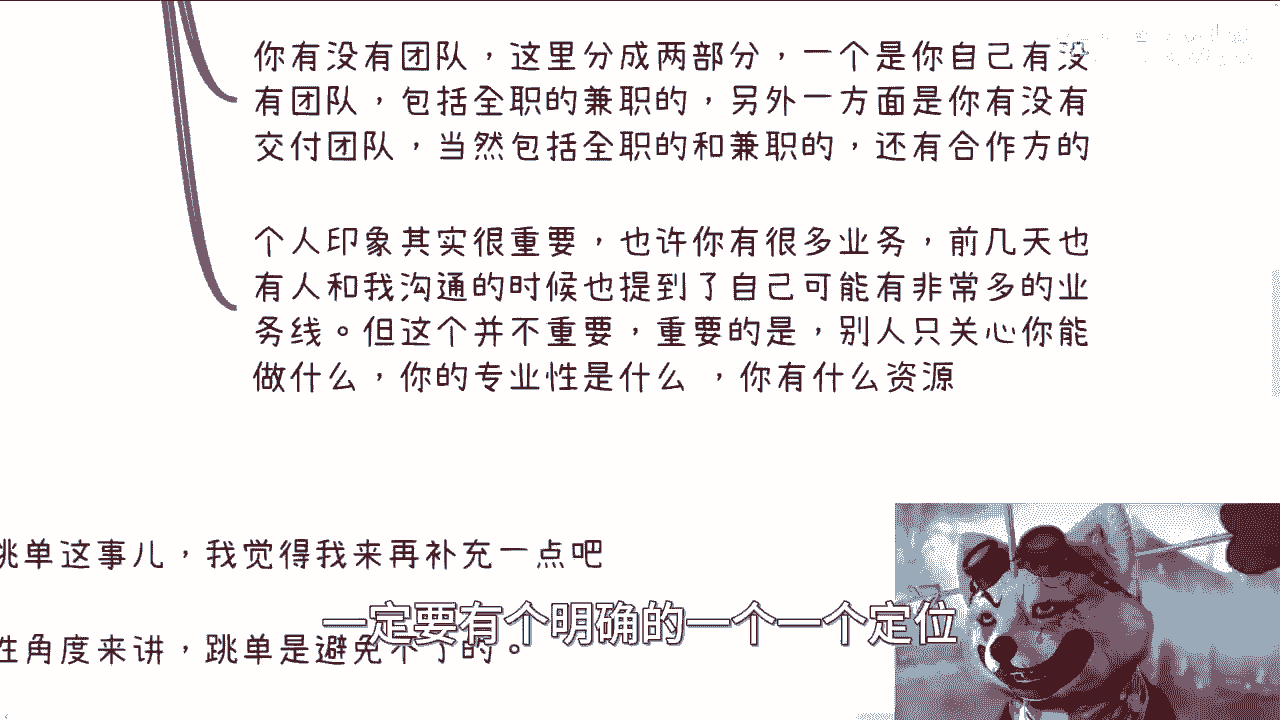 你有没有团队，这里分成两部分，一个是你自己有没
有团队，包括全职的兼职的，另外一方面是你有没有
交付团队，当然包括全职的和兼职的，还有合作方的
个人印象其实很重要，也许你有很多业务，前几天也
有人和我沟通的时候也提到了自己可能有非常多的业
务线。但这个并不重要，重要的是，别人只关心你能
做什么，你的专业性是什么 ，你有什么资源
跳单这事儿，我觉得我来再补充一点吧
一定要有个明确的一个一个定位
性角度来讲，跳单是避免不了的。